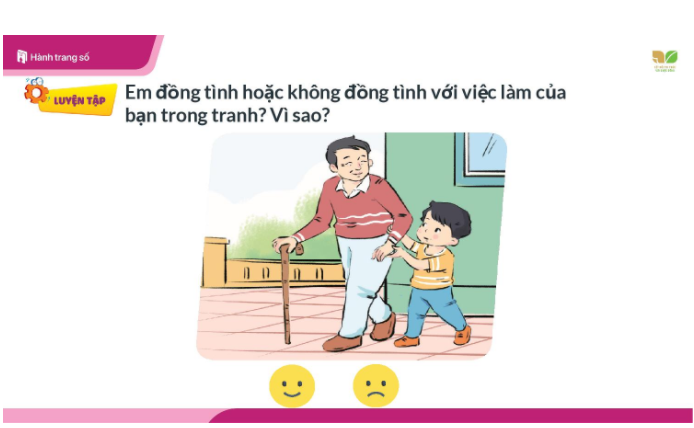 Hành trang số
LUYỆN TẬP
Em đồng tình hoặc không đồng tình với việc làm của
bạn trong tranh? Vì sao?